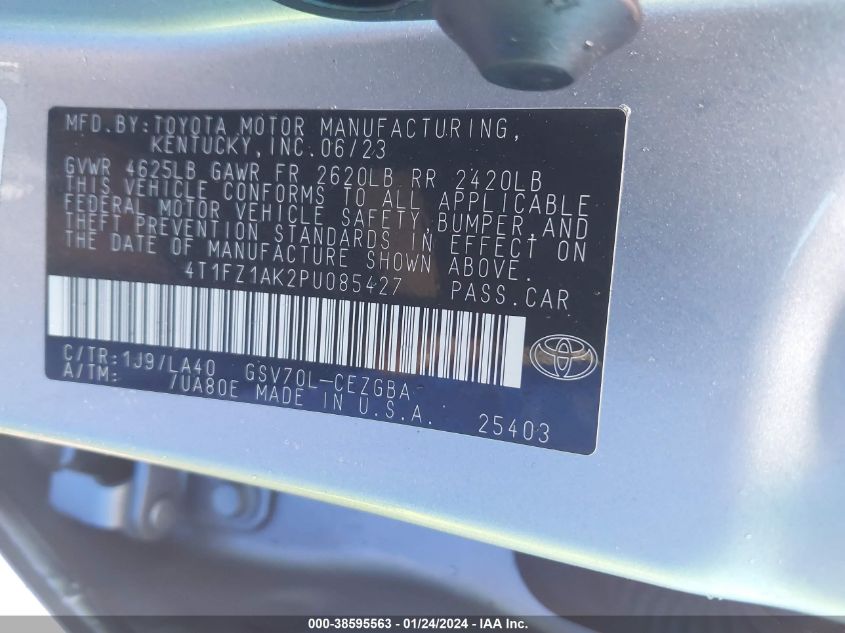 MFD.BY:TOYOTA MOTOR MANUFACTURING,
KENTUCKY,INC.06/23
GVWR 4625LB GAWR FR 2620LB RR 2420LB
THIS VEHICLE CONFORMS TO ALL APPLICABLE
FEDERAL MOTOR VEHICLE SAFETY,BUMPER,AND
THEFT PREVENTION STANDARDS IN EFFECT ON
THE DATE OF MANUFACTURE SHOWN ABOVE.
4T1FZ1AK2PU085427 PASS.CAR
C/TR:1J9/LA40 GSV70L-CEZGBA
A/TM: 7UA80E MADE IN U.S.A.
25403
000-38595563 - 01/24/2024 - IAA Inc.